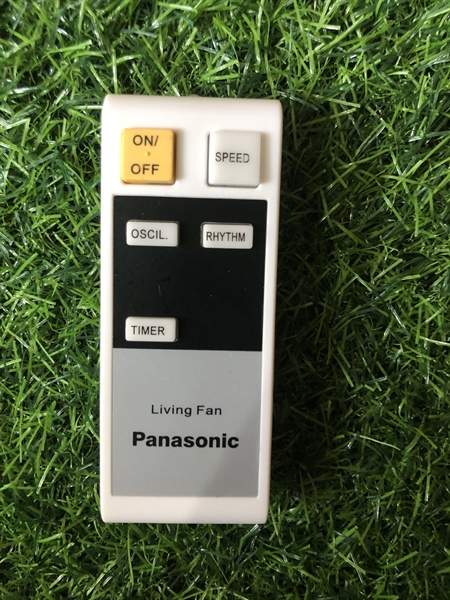 ON/
OFF
SPEED
OSCIL.
RHYTHM
TIMER
Living Fan
Panasonic